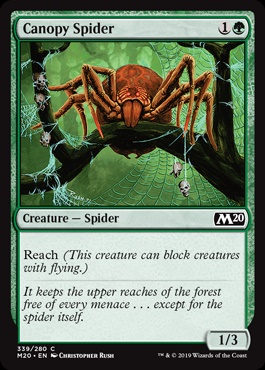 Canopy Spider 1
Creature — Spider M20
Reach (This creature can block creatures
with flying.)
It keeps the upper reaches of the forest
free of every menace . . . except for the
spider itself.
1/3
339/280 C
M20 • EN Christopher Rush ™ & © 2019 Wizards of the Coast